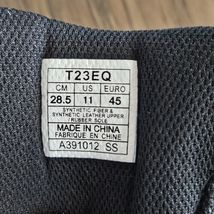 T23EQ
CM US EURO
28.5 11 45
SYNTHETIC FIBER &
SYNTHETIC LEATHER UPPER
/ RUBBER SOLE
MADE IN CHINA
FABRIQUE EN CHINE
A391012 SS